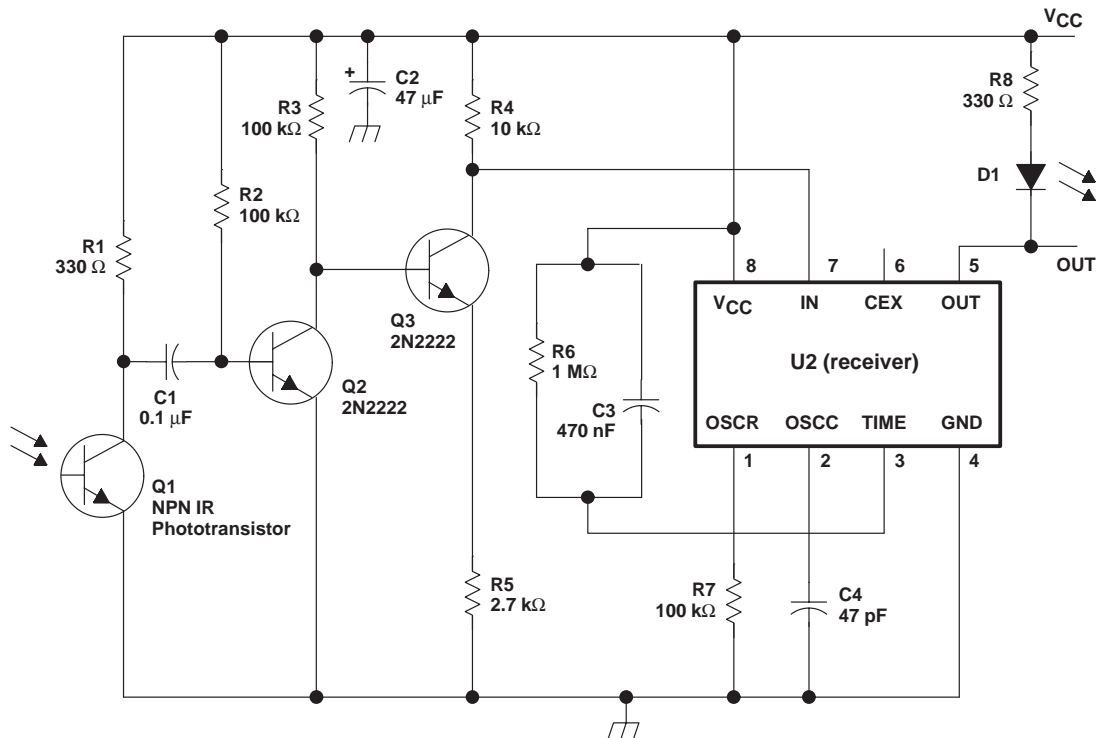 VCC
R8
330 Ω
C2
47 μF
+
R3
100 kΩ
R4
10 kΩ
D1
R2
100 kΩ
R1
330 Ω
OUT
8 7 6 5
VCC IN CEX OUT
Q3
2N2222
R6
1 MΩ
U2 (receiver)
Q2
2N2222
C1
0.1 μF
C3
470 nF
OSCR OSCC TIME GND
1 2 3 4
Q1
NPN IR
Phototransistor
R5
2.7 kΩ
R7
100 kΩ
C4
47 pF